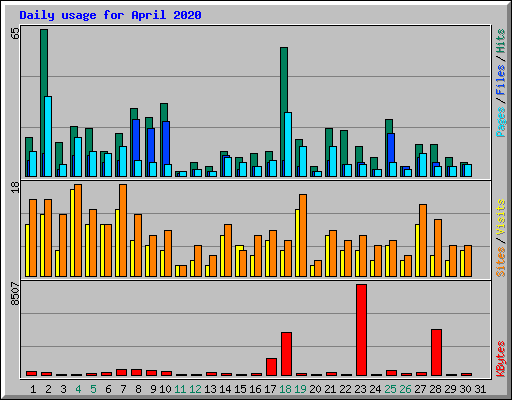 Daily usage for April 2020
65
Pages / Files / Hits
18
Sites / Visits
8507
KBytes
1 2 3 4 5 6 7 8 9 10 11 12 13 14 15 16 17 18 19 20 21 22 23 24 25 26 27 28 29 30 31